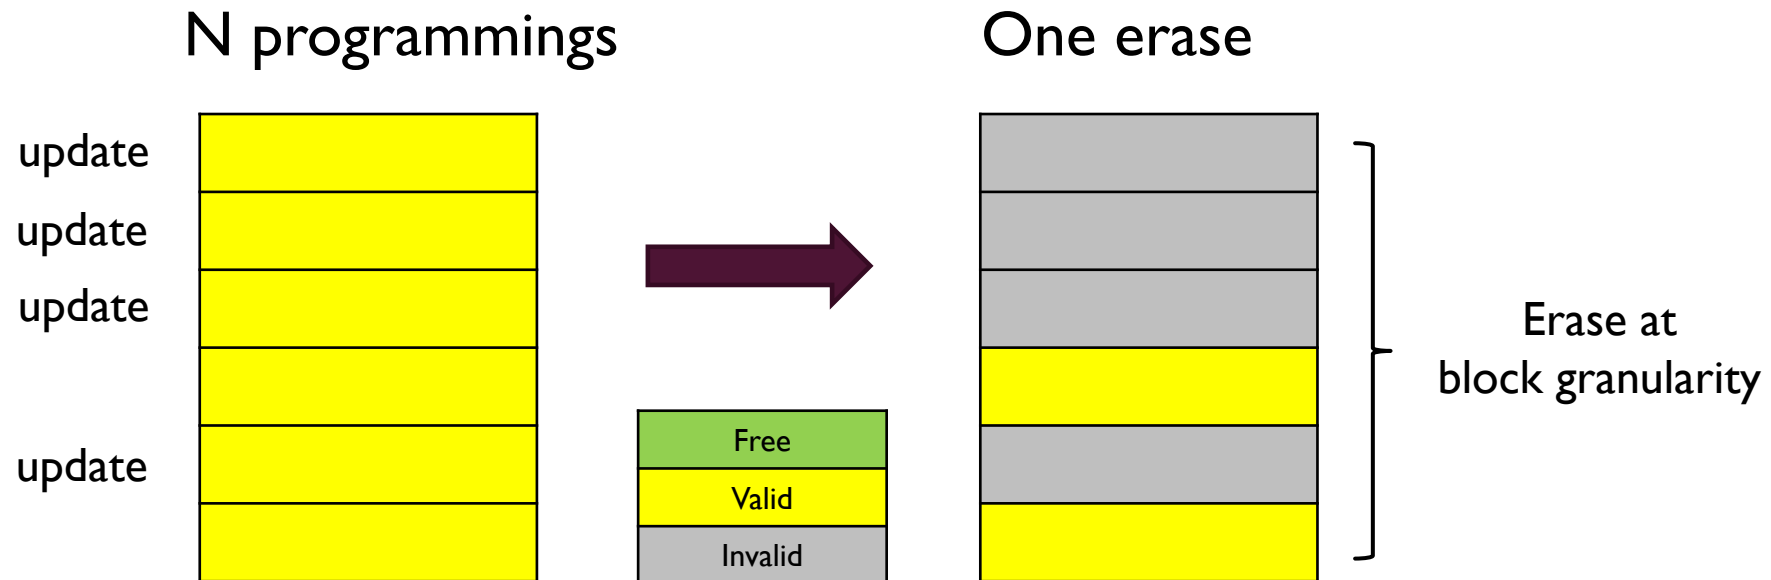 N programmings
One erase
update
update
update
update
Free
Valid
Invalid
Erase at
block granularity